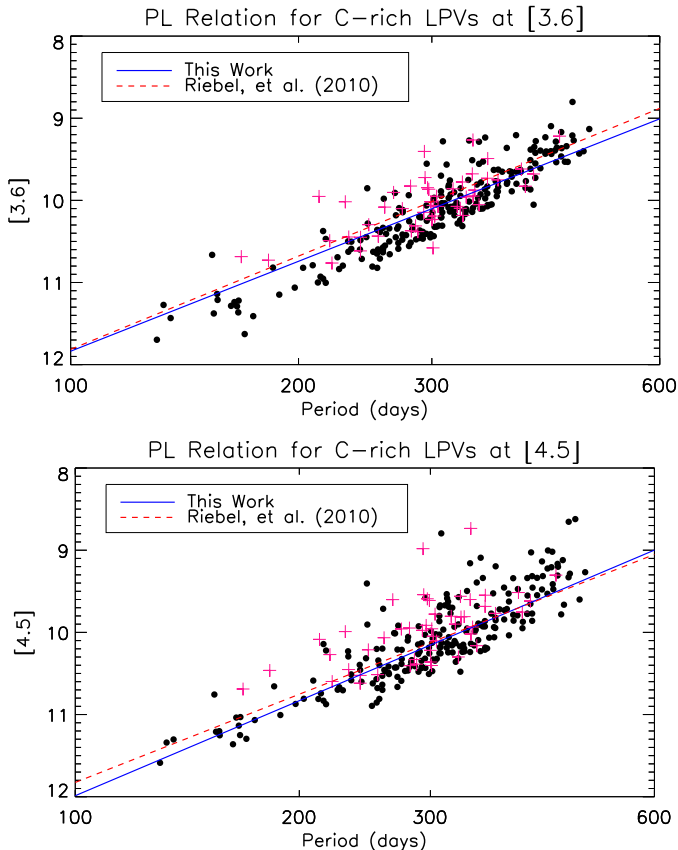 PL Relation for C-rich LPVs at [3.6]
8
This Work
Riebel, et al. (2010)
9
10
[3.6]
11
12
100
200
300
600
Period (days)
PL Relation for C-rich LPVs at [4.5]
8
This Work
Riebel, et al. (2010)
9
10
[4.5]
11
12
100
200
300
600
Period (days)